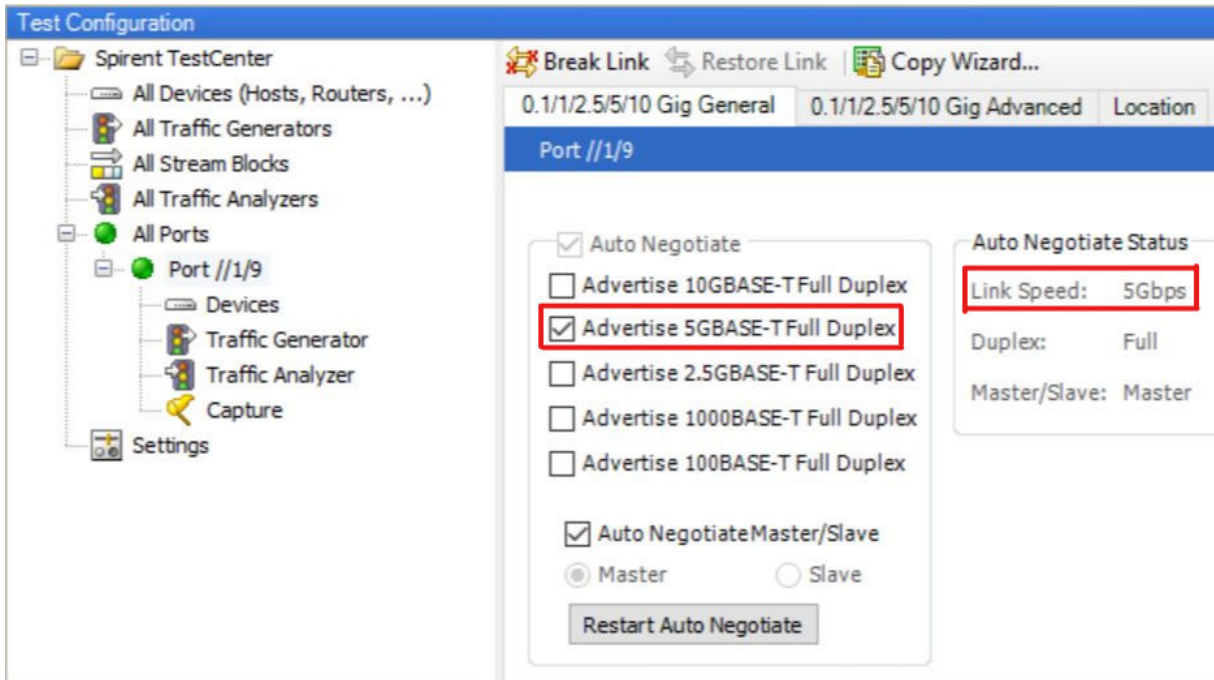 Test Configuration
Spirent TestCenter
All Devices (Hosts, Routers, ...)
All Traffic Generators
All Stream Blocks
All Traffic Analyzers
All Ports
Port //1/9
Devices
Traffic Generator
Traffic Analyzer
Capture
Settings
Break Link Restore Link Copy Wizard...
0.1/1/2.5/5/10 Gig General 0.1/1/2.5/5/10 Gig Advanced Location
Port //1/9
Auto Negotiate
Advertise 10GBASE-T Full Duplex
Advertise 5GBASE-T Full Duplex
Advertise 2.5GBASE-T Full Duplex
Advertise 1000BASE-T Full Duplex
Advertise 100BASE-T Full Duplex
Auto Negotiate Master/Slave
Master Slave
Restart Auto Negotiate
Auto Negotiate Status
Link Speed: 5Gbps
Duplex: Full
Master/Slave: Master